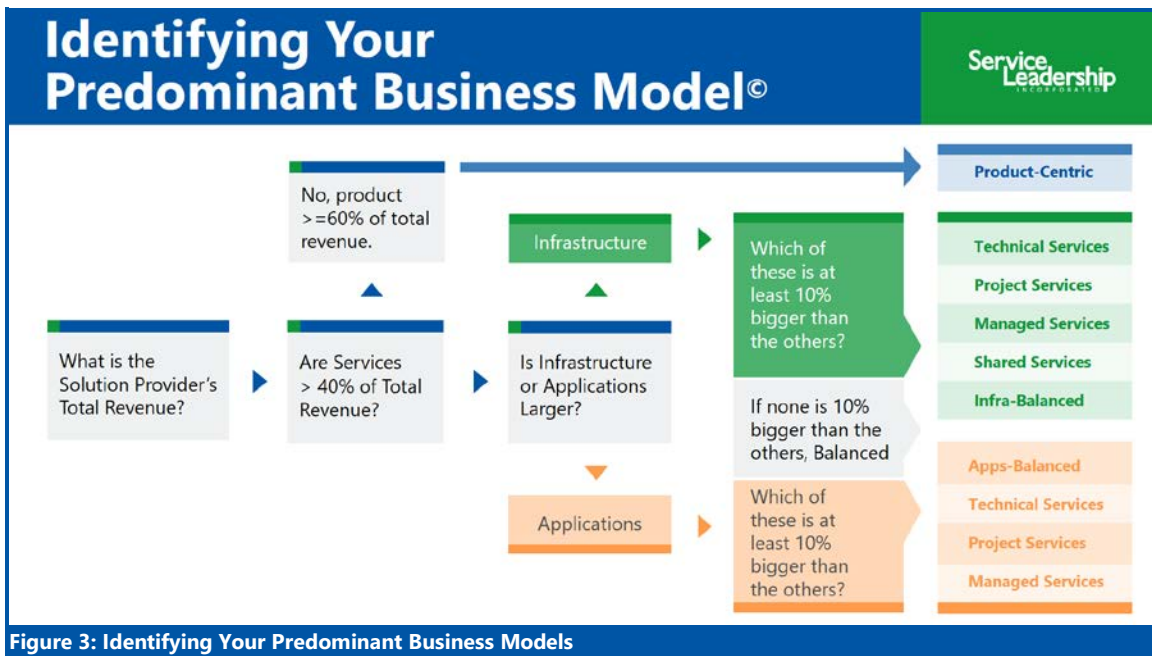 Identifying Your
Predominant Business Model©
Service
Leadership
INCORPORATED
No, product
>=60% of total
revenue.
Product-Centric
Infrastructure
Which of
these is at
least 10%
bigger than
the others?
Technical Services
Project Services
Managed Services
Shared Services
Infra-Balanced
What is the
Solution Provider's
Total Revenue?
Are Services
> 40% of Total
Revenue?
Is Infrastructure
or Applications
Larger?
If none is 10%
bigger than the
others, Balanced
Applications
Which of
these is at
least 10%
bigger than
the others?
Apps-Balanced
Technical Services
Project Services
Managed Services
Figure 3: Identifying Your Predominant Business Models